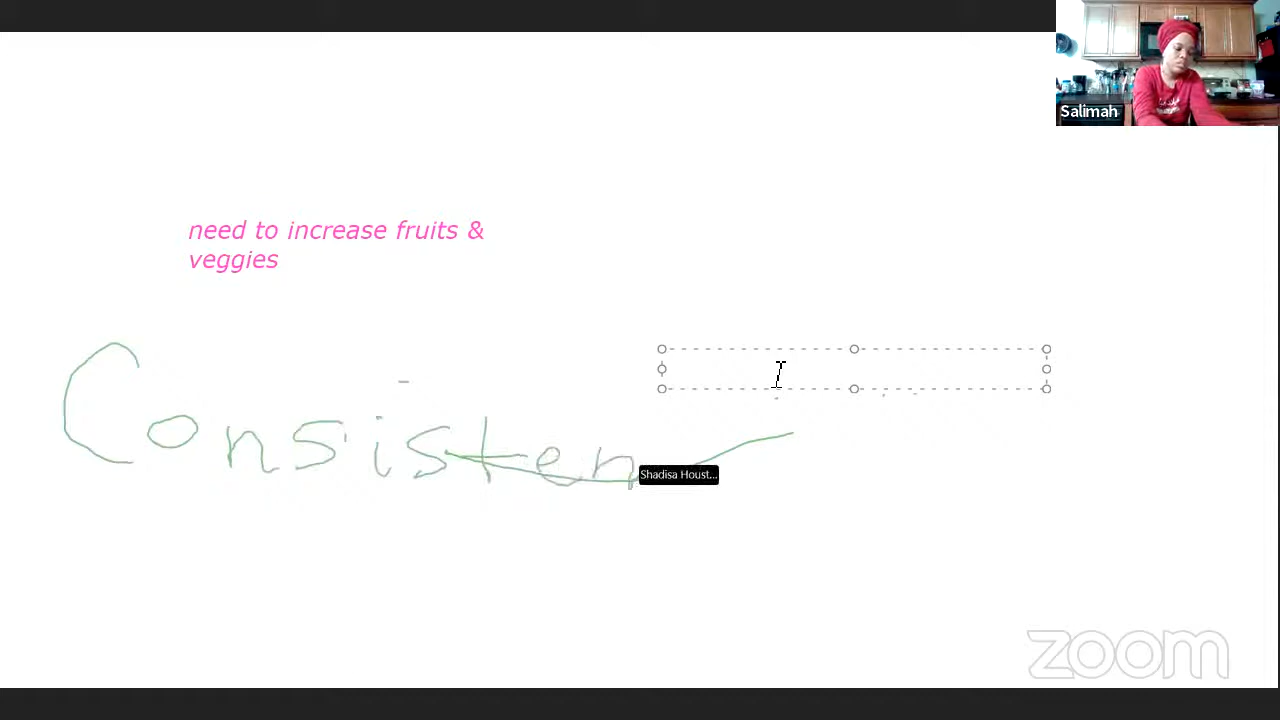 Salimah
need to increase fruits &
veggies
Consisten
Shadisa Houst...
zoom